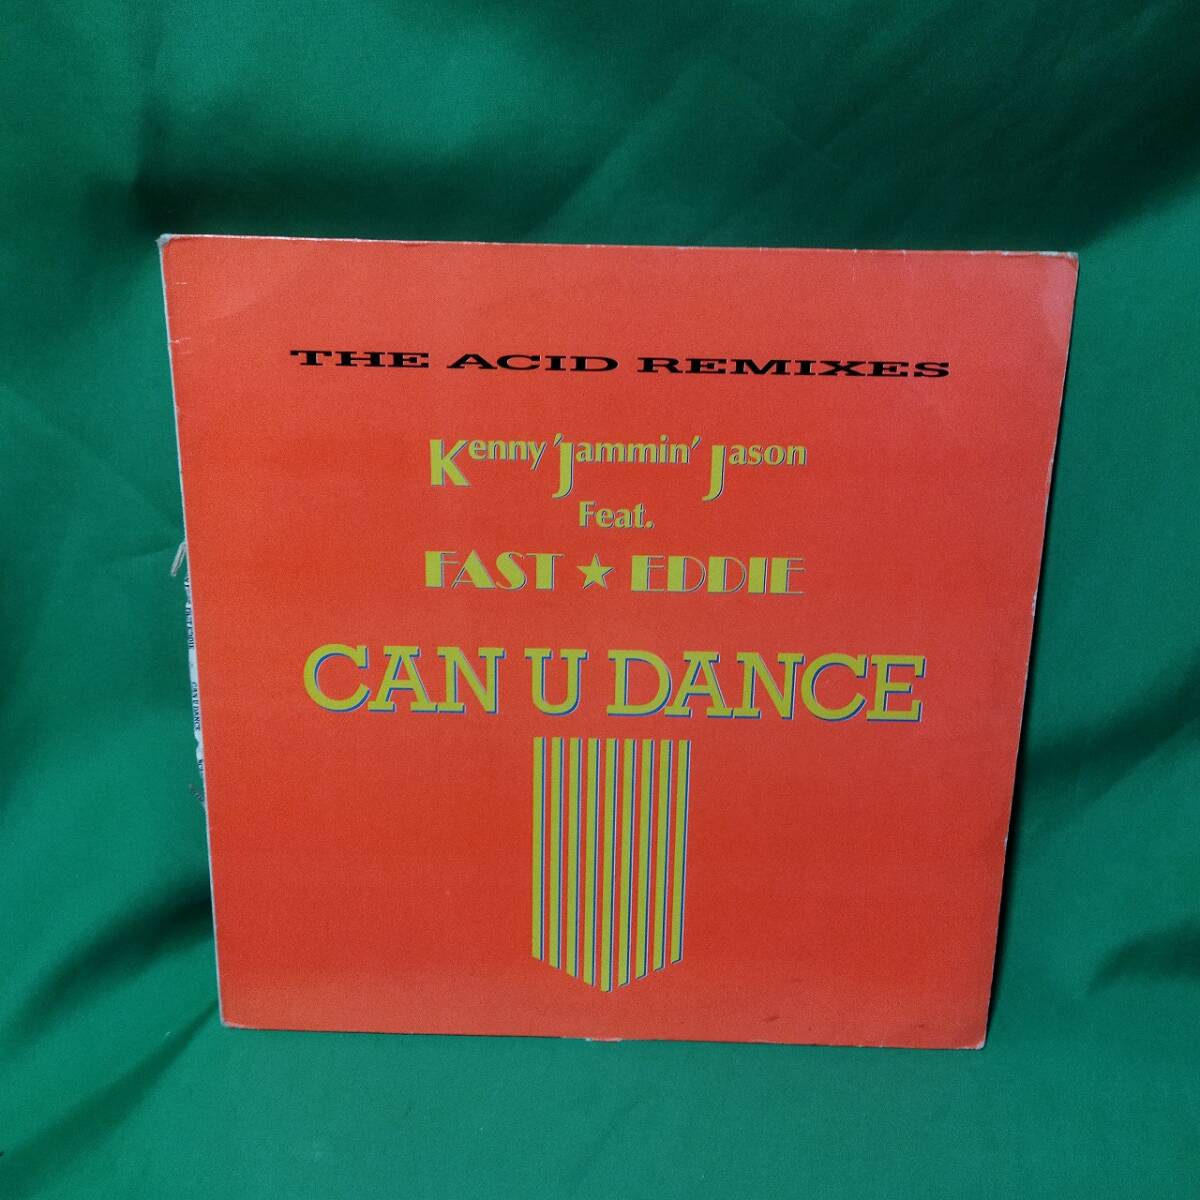 THE ACID REMIXES
Kenny 'Jammin' Jason
Feat.
FAST ★ EDDIE
CAN U DANCE